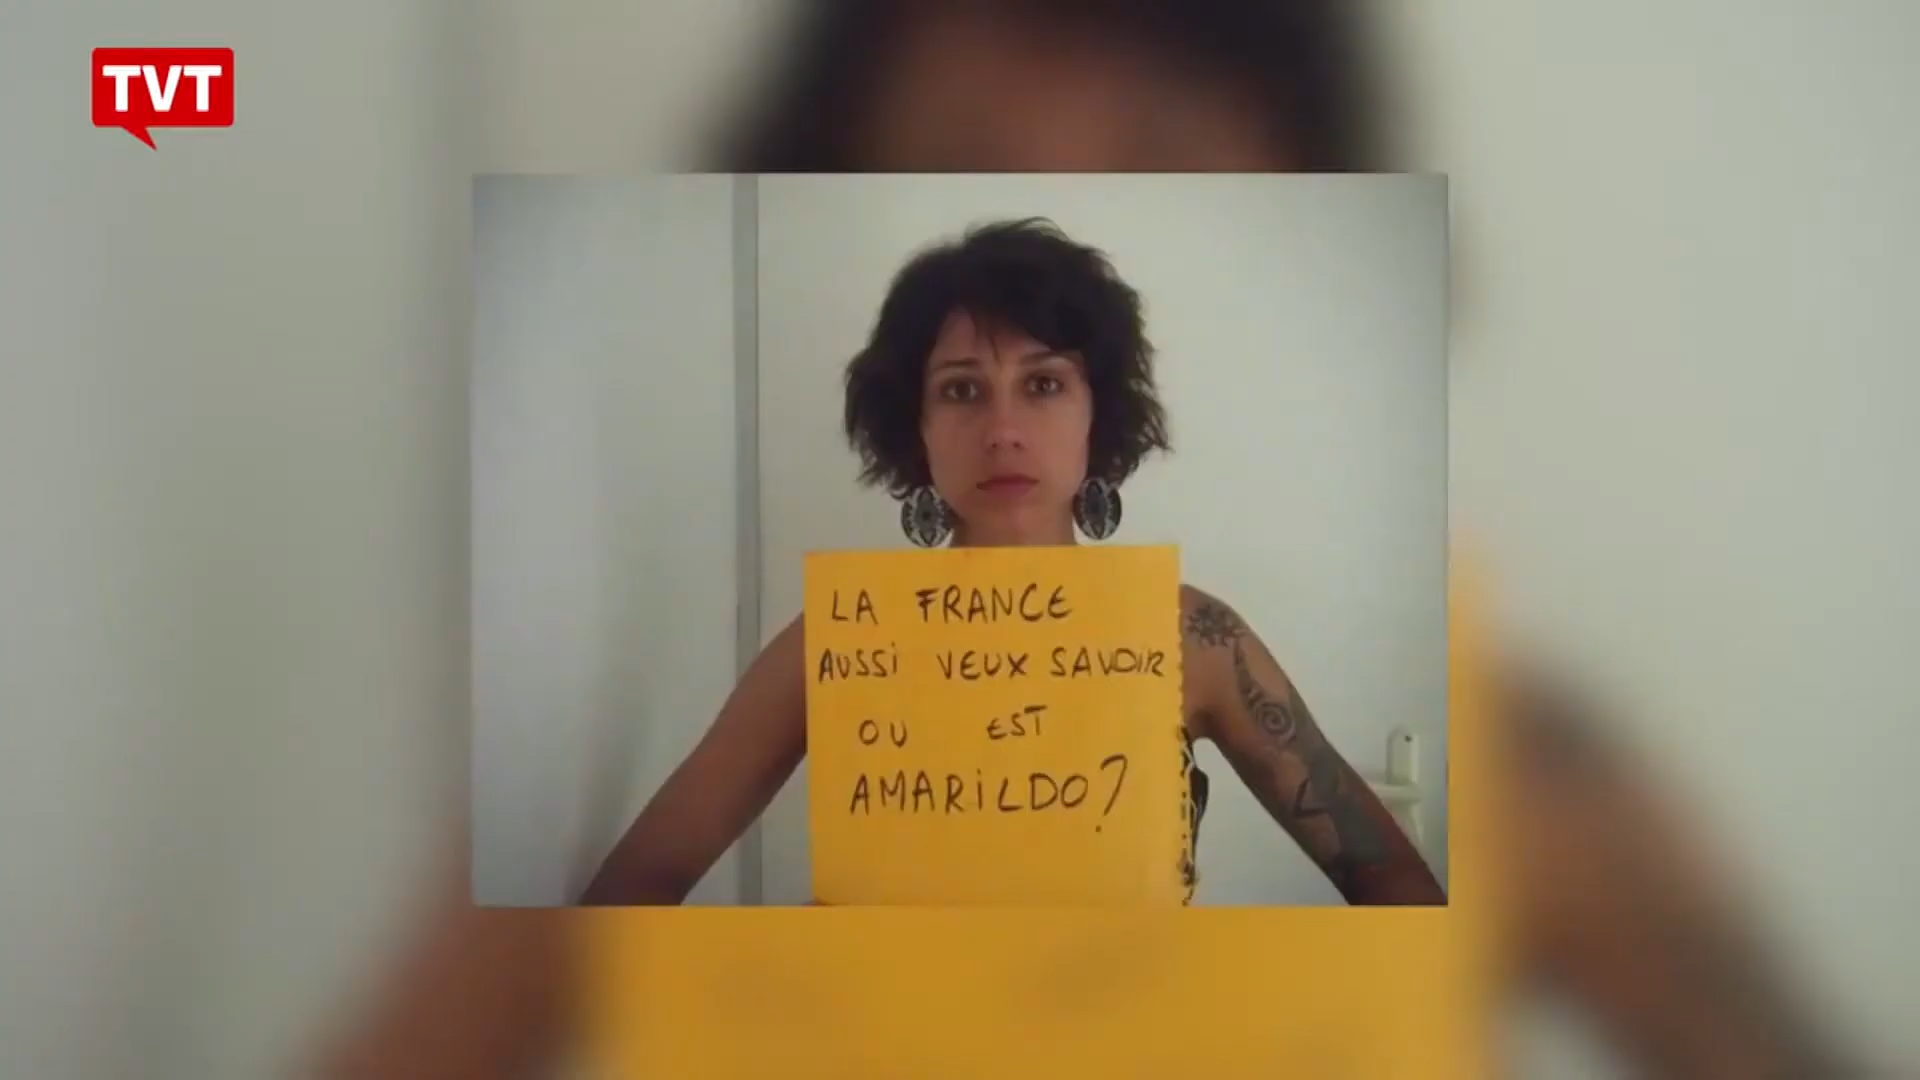 TVT
LA FRANCE
AUSSi VEUX SAVOIR
OU EST
AMARiLDO?